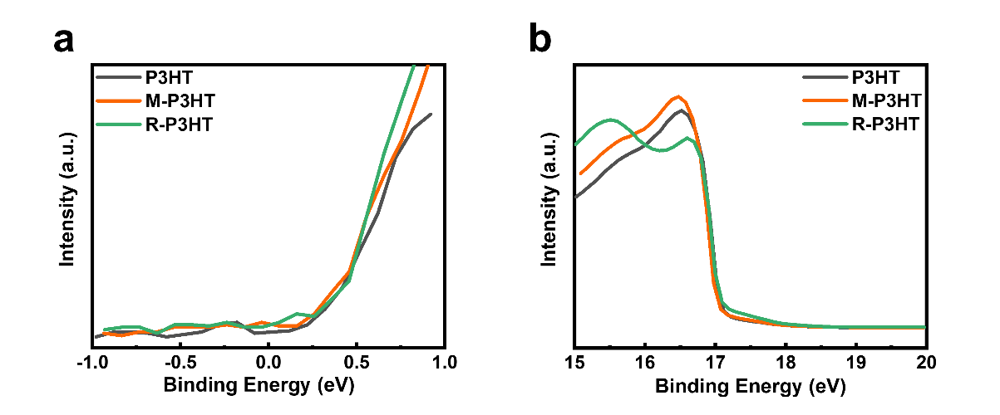 a
P3HT
M-P3HT
R-P3HT
Intensity (a.u.)
-1.0 -0.5 0.0 0.5 1.0
Binding Energy (eV)
b
P3HT
M-P3HT
R-P3HT
Intensity (a.u.)
15 16 17 18 19 20
Binding Energy (eV)